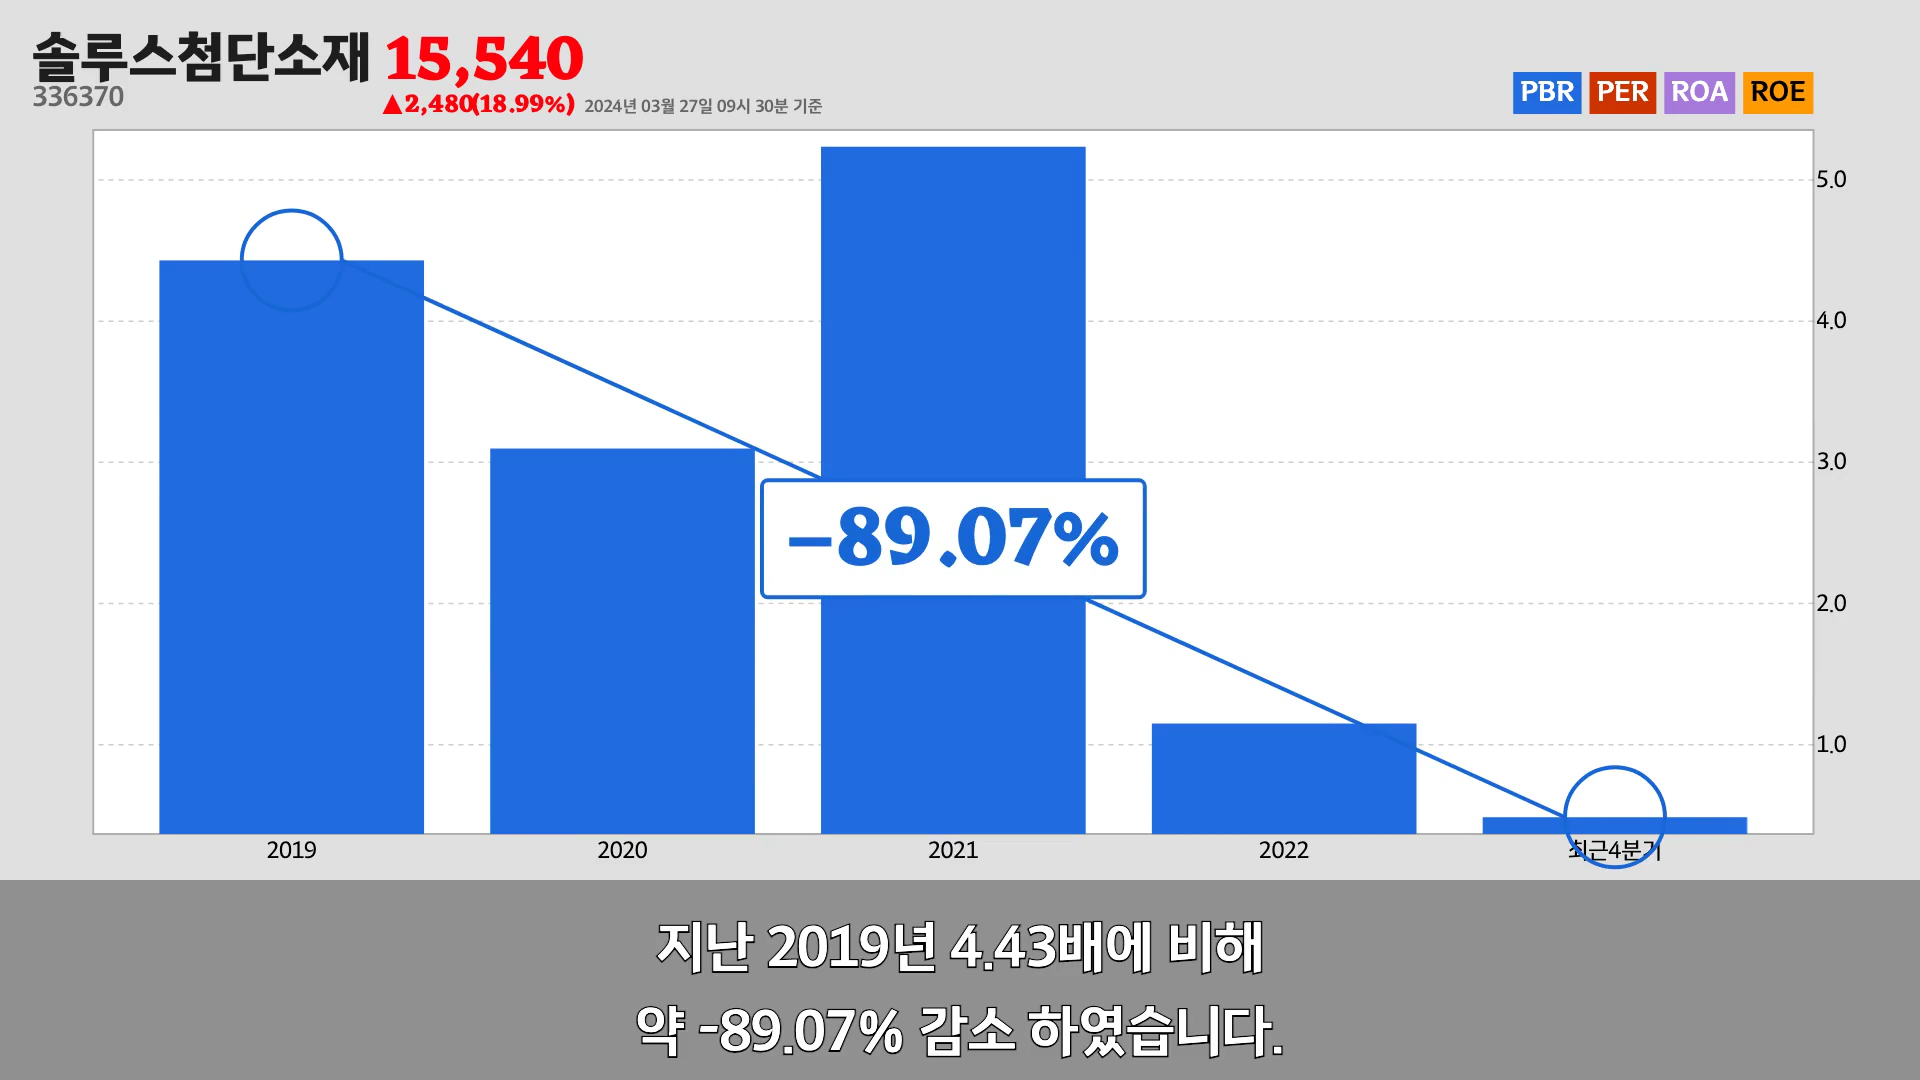 솔루스첨단소재 15,540
336370
▲2,480(18.99%) 2024년 03월 27일 09시 30분 기준
PBR PER ROA ROE
5.0
4.0
3.0
2.0
1.0
-89.07%
2019 2020 2021 2022 최근4분기
지난 2019년 4.43배에 비해
약 -89.07% 감소 하였습니다.